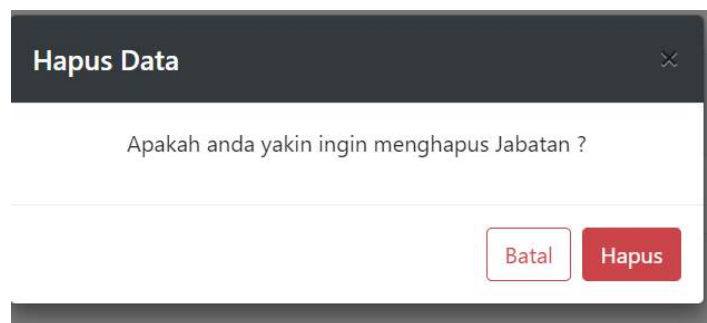 Hapus Data
Apakah anda yakin ingin menghapus Jabatan ?
Batal Hapus